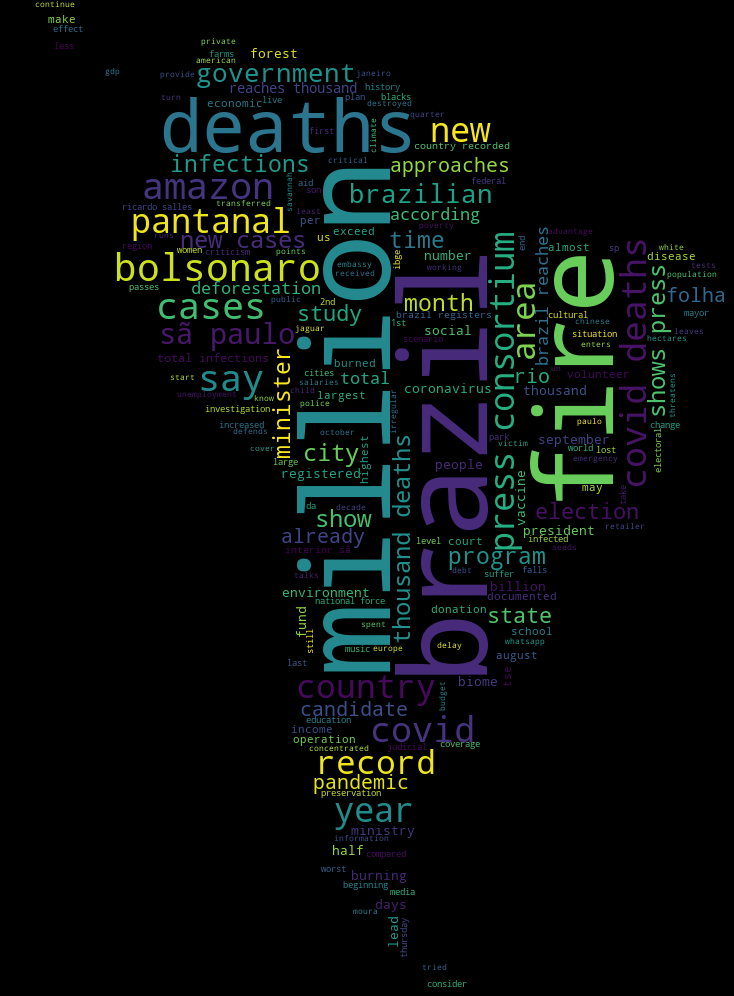 continue
make
effect
less
private
american
farms
forest
gdp
provide
government
janeiro
reaches thousand
history
turn
economic
live
plan
destroyed
blacks
quarter
deaths
first
climate
new
country recorded
infections
critical
approaches
federal
amazon
savannah
aid
son
million
brazilian
poverty
ricardo salles
transferred
least
per
according
pantanal
runs
points
exceed
time
number
advantage
new cases
us
women
criticism
region
embassy
received
ibge
working
end
almost
sp
white
disease
tests
population
bolsonaro
passes
deforestation
public
2nd
month
brazil registers
area
brazil reaches
fire
folha
hectares
mayor
cases
study
1st
social
cultural
chinese
sã paulo
jaguar
scenario
situation
enters
leaves
total infections
minister
burned
brazil
rio
un
volunteer
covid deaths
shows press
threatens
say
start
cities
total
coronavirus
thousand
unemployment
know
salaries
child
largest
police
irregular
park
press consortium
victim
september
paulo
lost
change
electoral
investigation
increased
defends
october
cover
city
highest
thousand deaths
people
world
emergency
large
registered
vaccine
may
take
da
decade
show
election
retailer
already
level
court
president
infected
interior sã
talks
program
falls
seeds
environment
debt
suffer
billion
documented
national force
fund
still
spent
donation
state
school
music
europe
delay
whatsapp
last
biome
august
tse
country
budget
candidate
education
income
covid
operation
concentrated
judicial
coverage
record
pandemic
preservation
year
ministry
information
half
compared
worst
burning
beginning
media
days
moura
lead
thursday
tried
consider